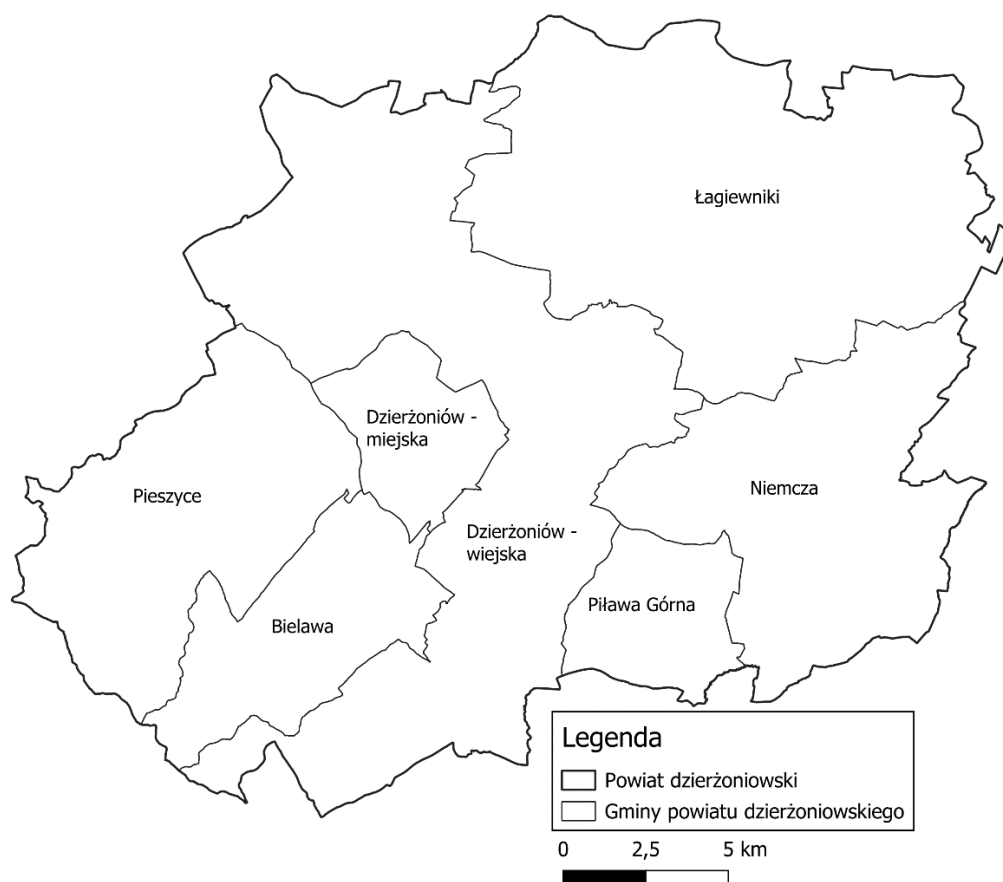 Łagiewniki
Dzierżoniów -
miejska
Pieszyce
Niemcza
Dzierżoniów -
wiejska
Piława Górna
Bielawa
Legenda
Powiat dzierżoniowski
Gminy powiatu dzierżoniowskiego
0 2,5 5 km